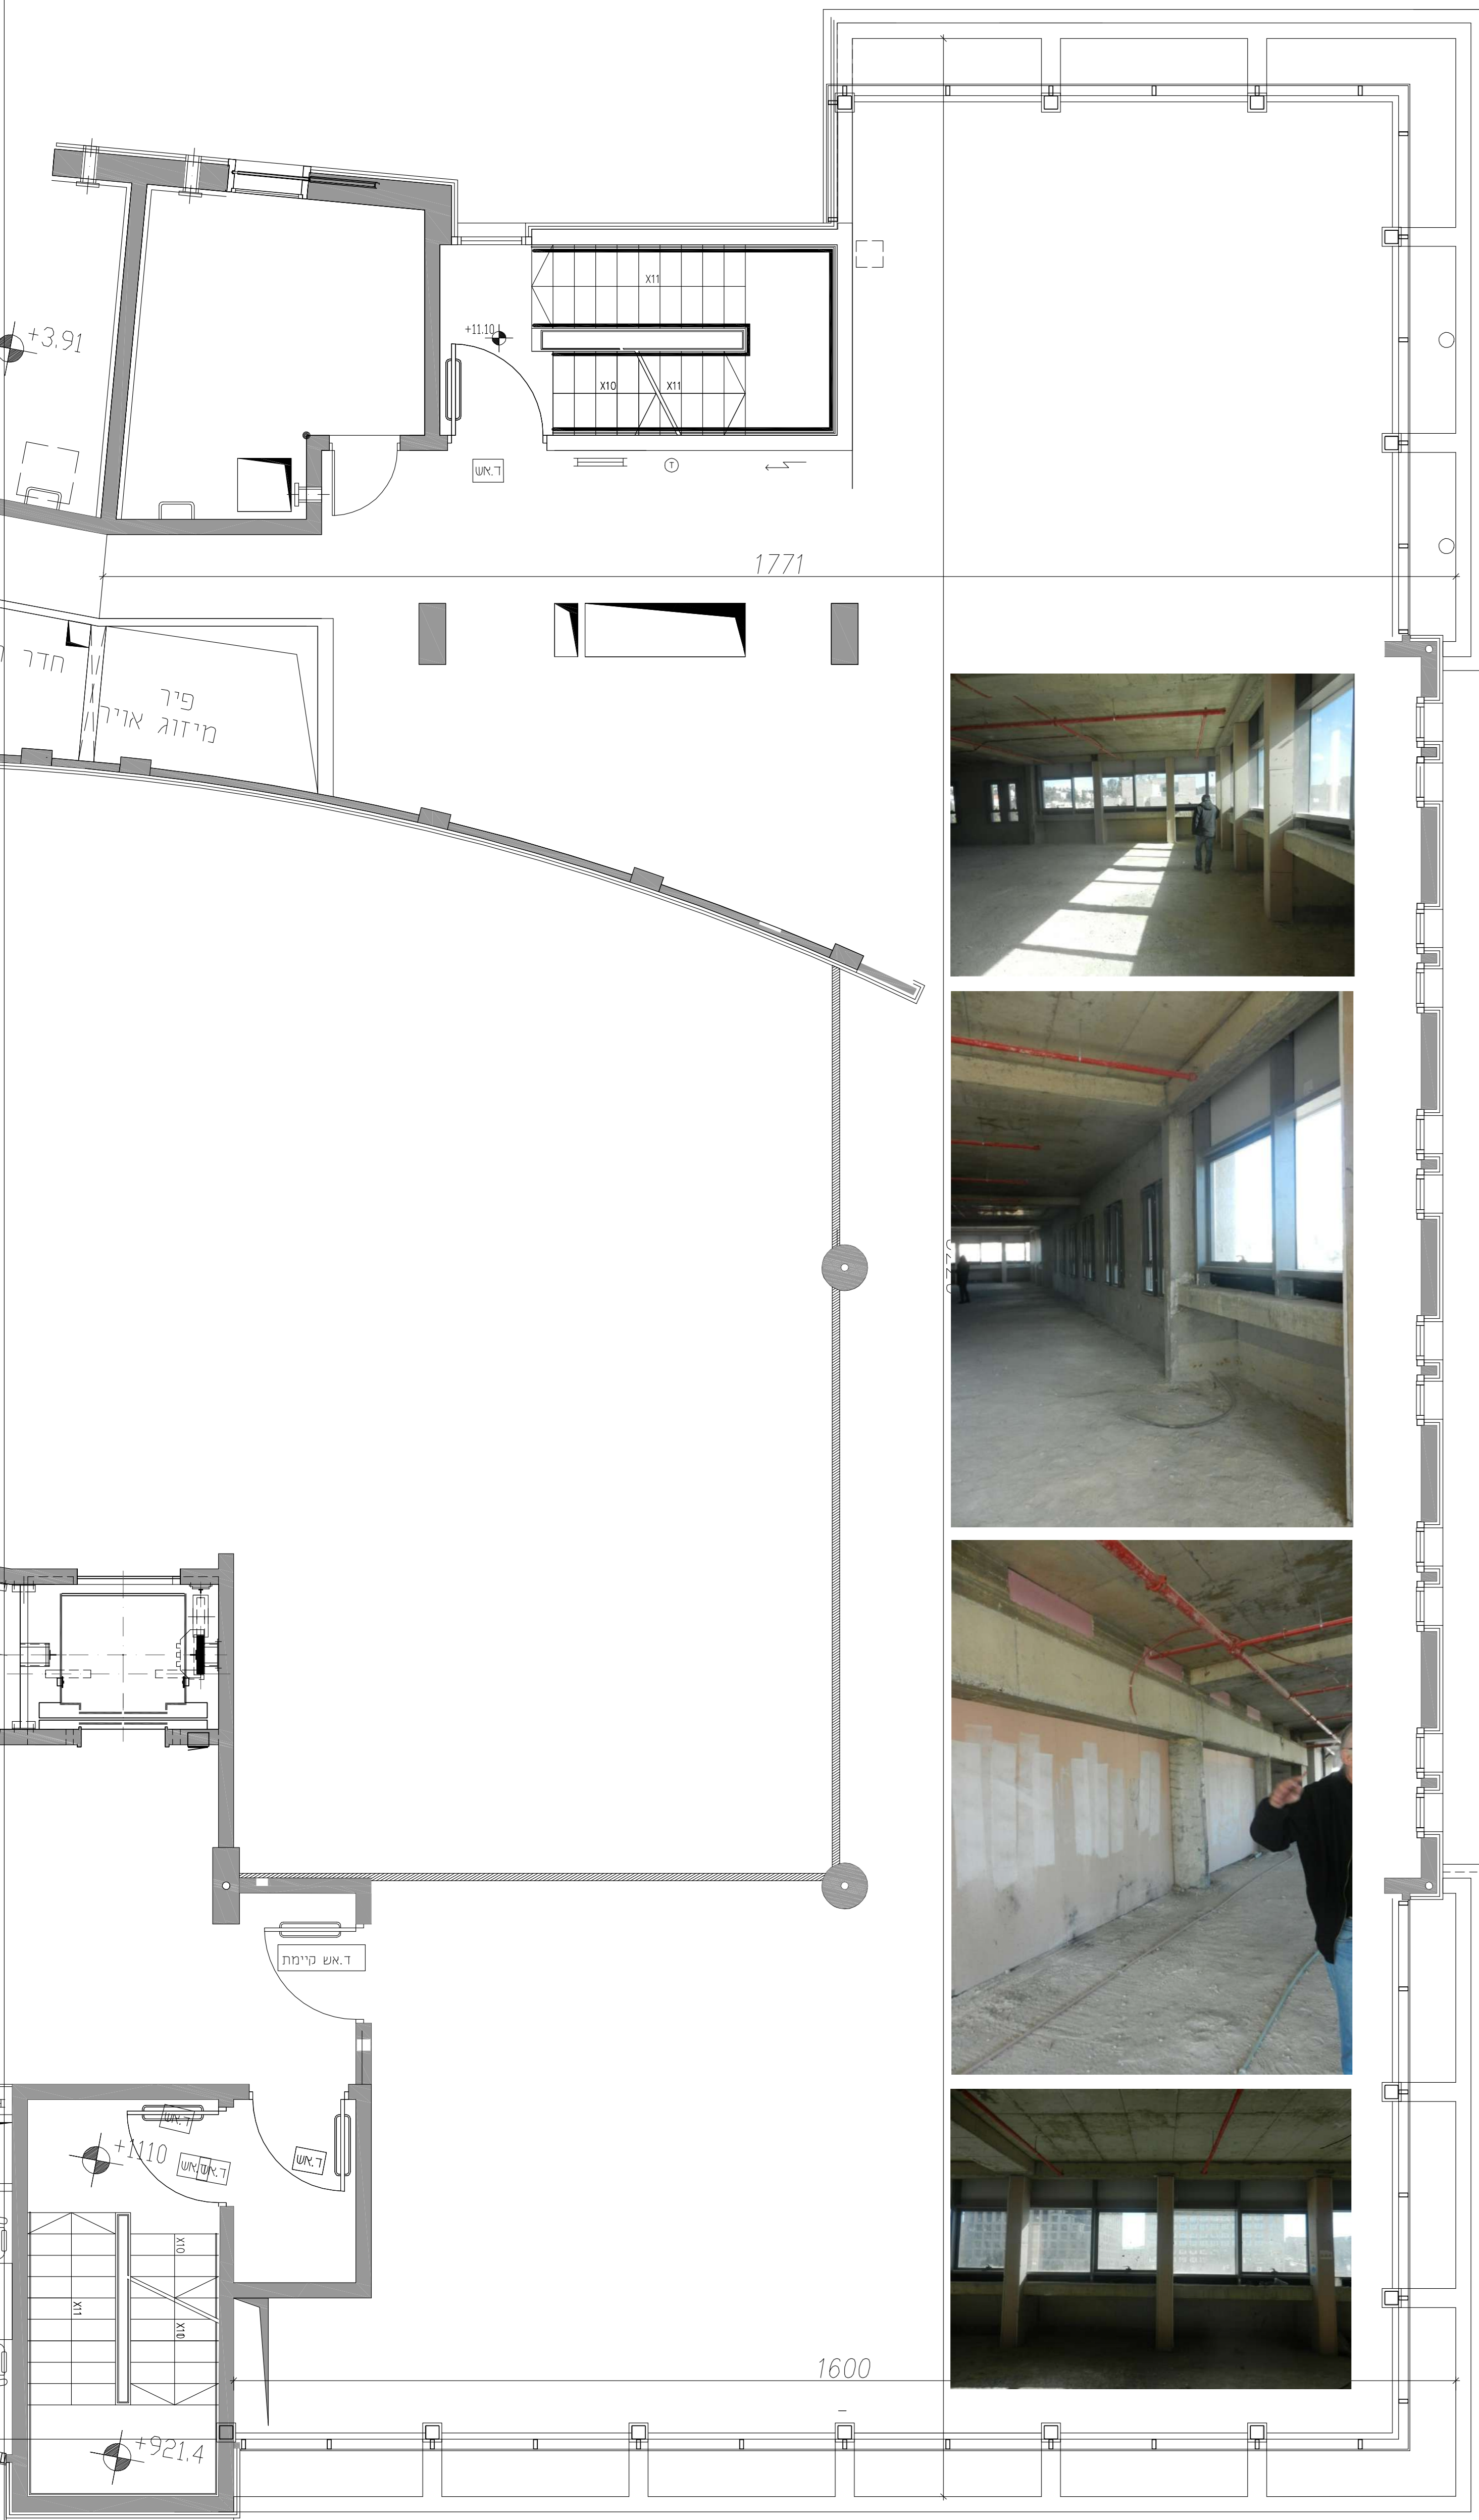 X11
+11.10
+3.91
X10
X11
ד.אש
T
1771
חדר
פיר
מיזוג אויר
ד.אש קיימת
ד.אש
+1110
ד.אש
ד.אש
ד.אש
X10
X11
X10
1600
+921.4